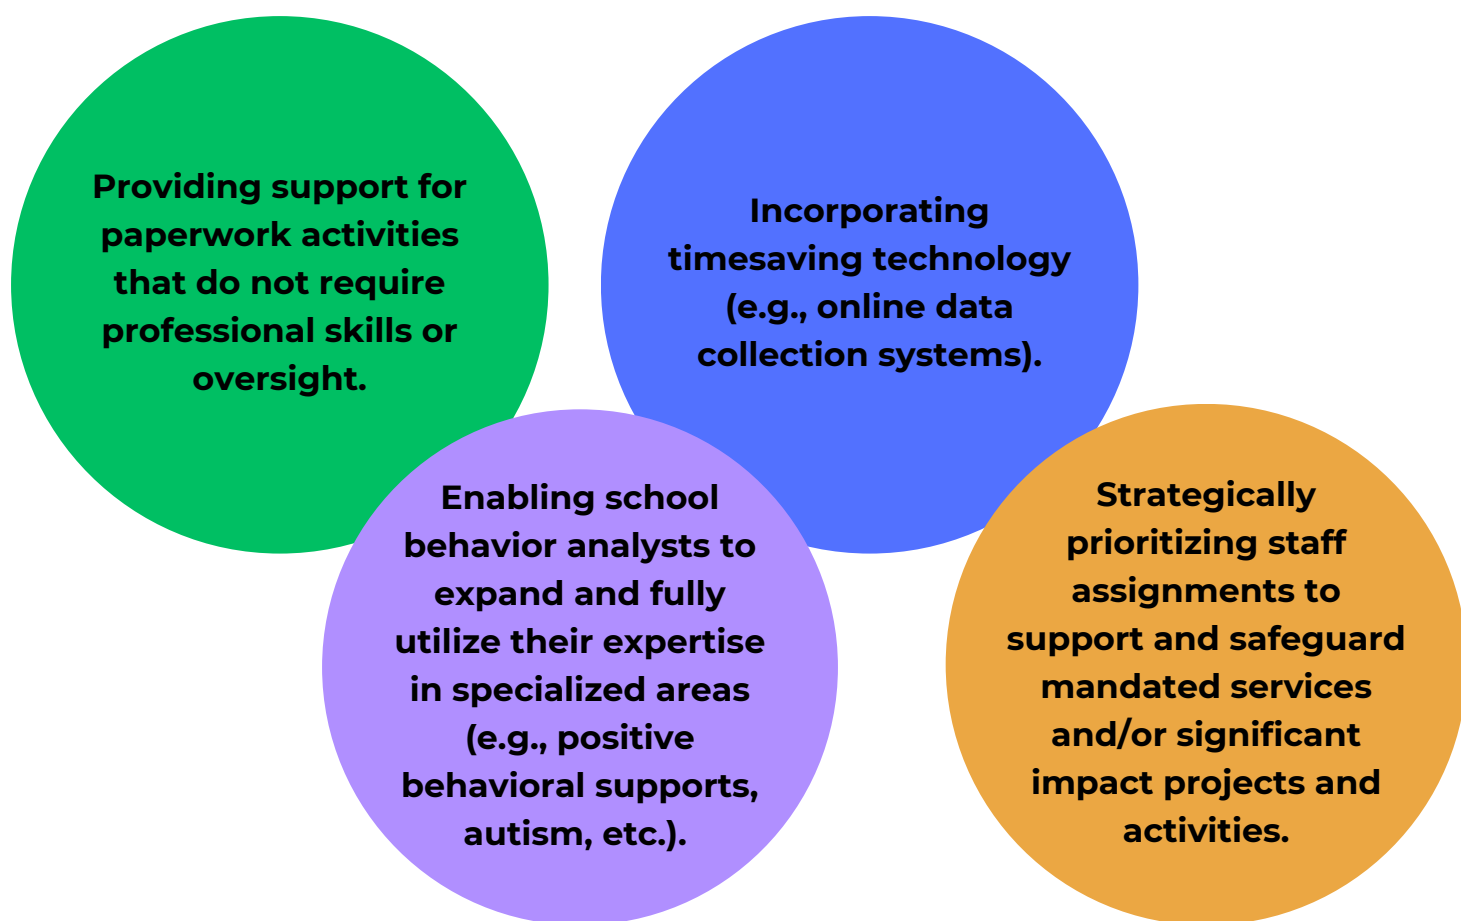 Providing support for
paperwork activities
that do not require
professional skills or
oversight.
Incorporating
timesaving technology
(e.g., online data
collection systems).
Enabling school
behavior analysts to
expand and fully
utilize their expertise
in specialized areas
(e.g., positive
behavioral supports,
autism, etc.).
Strategically
prioritizing staff
assignments to
support and safeguard
mandated services
and/or significant
impact projects and
activities.